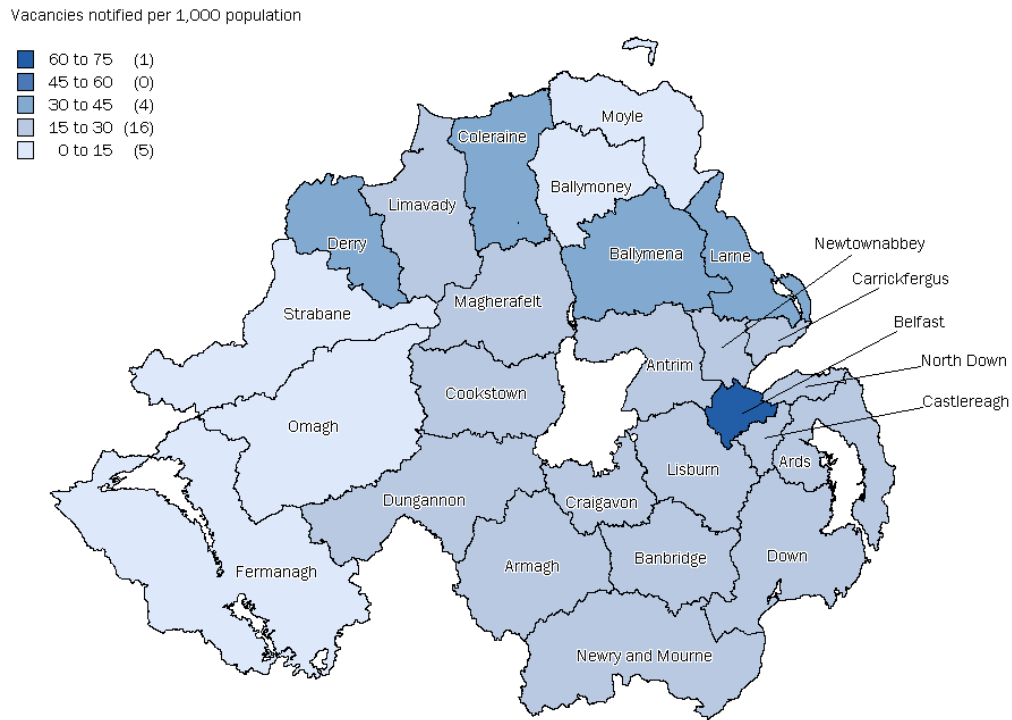 Vacancies notified per 1,000 population
60 to 75 (1)
45 to 60 (0)
30 to 45 (4)
15 to 30 (16)
0 to 15 (5)
Moyle
Coleraine
Ballymoney
Limavady
Derry
Newtownabbey
Ballymena
Larne
Carrickfergus
Magherafelt
Strabane
Belfast
North Down
Antrim
Cookstown
Castlereagh
Omagh
Ards
Lisburn
Dungannon
Craigavon
Banbridge
Down
Armagh
Fermanagh
Newry and Mourne